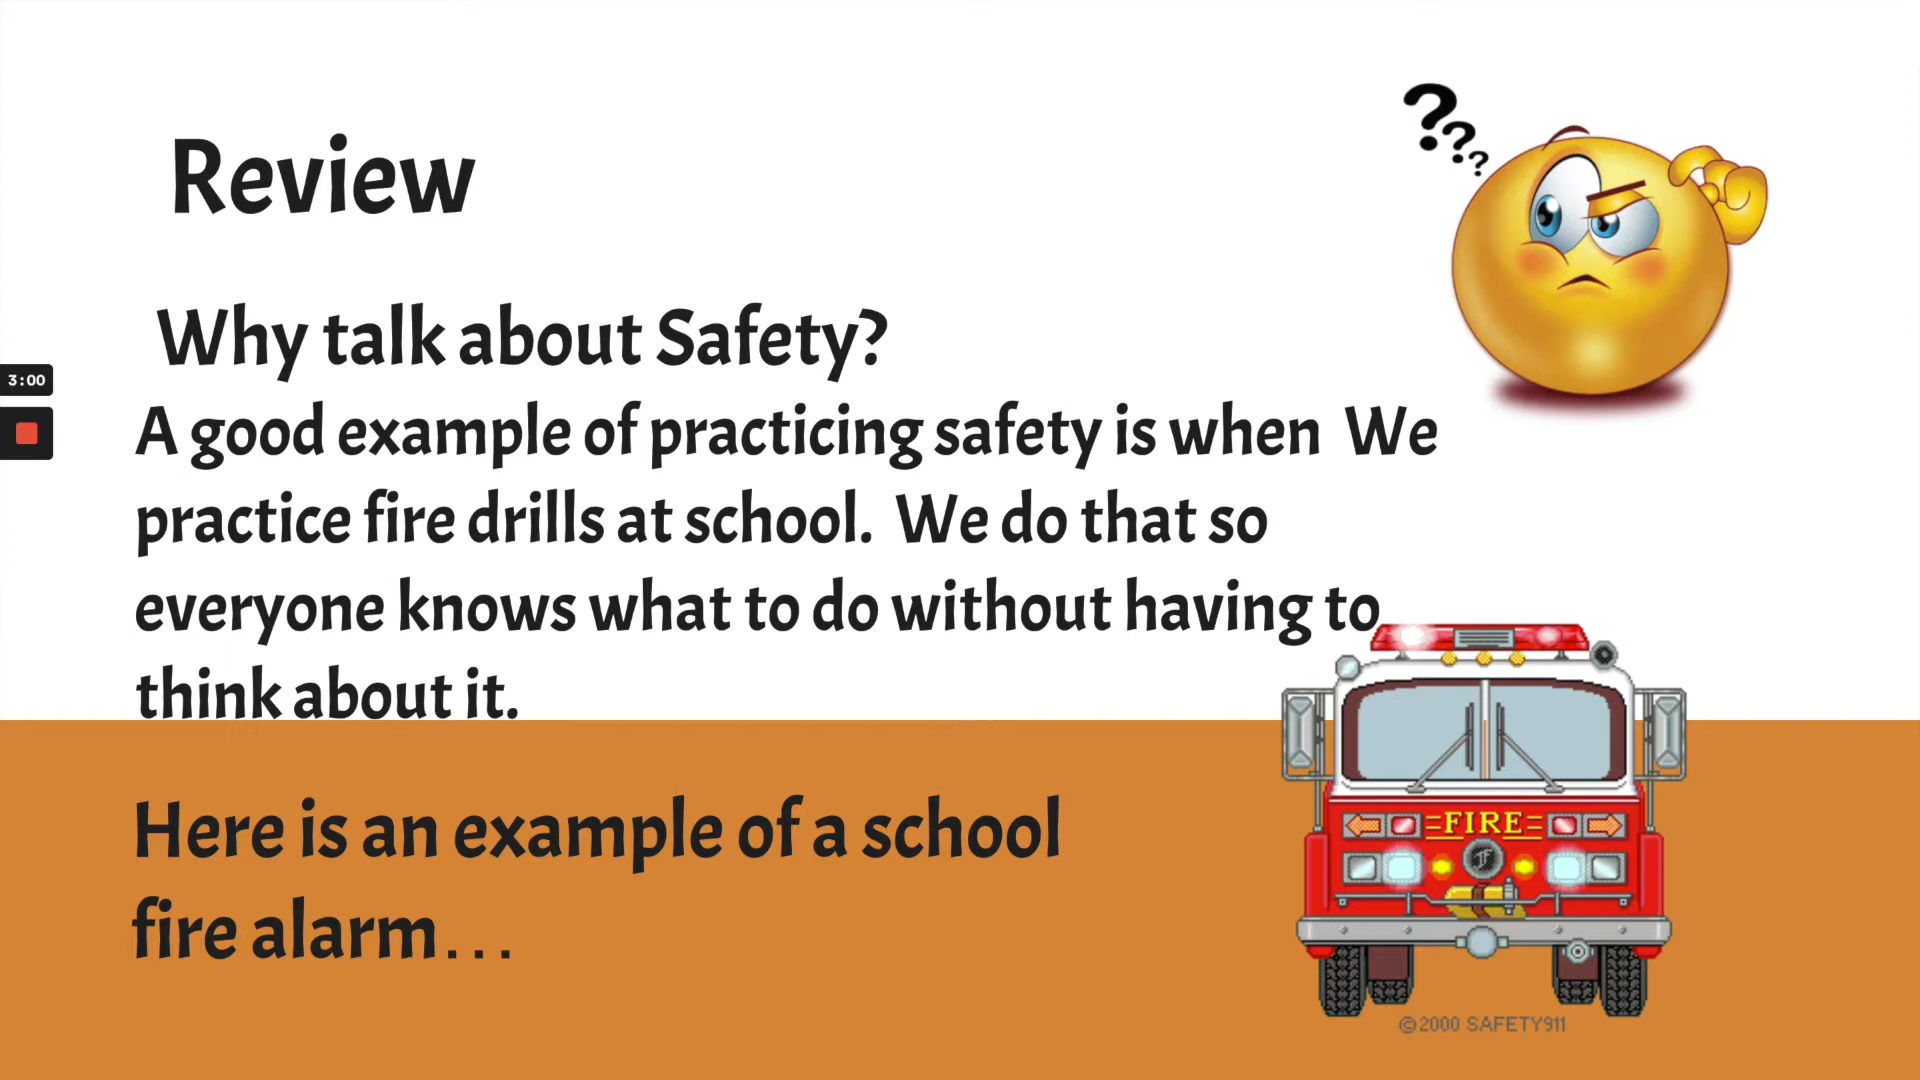 ???
Review
Why talk about Safety?
3:00
A good example of practicing safety is when  We
practice fire drills at school.  We do that so
everyone knows what to do without having to
think about it.
Here is an example of a school
fire alarm...
FIRE
©2000 SAFETY911